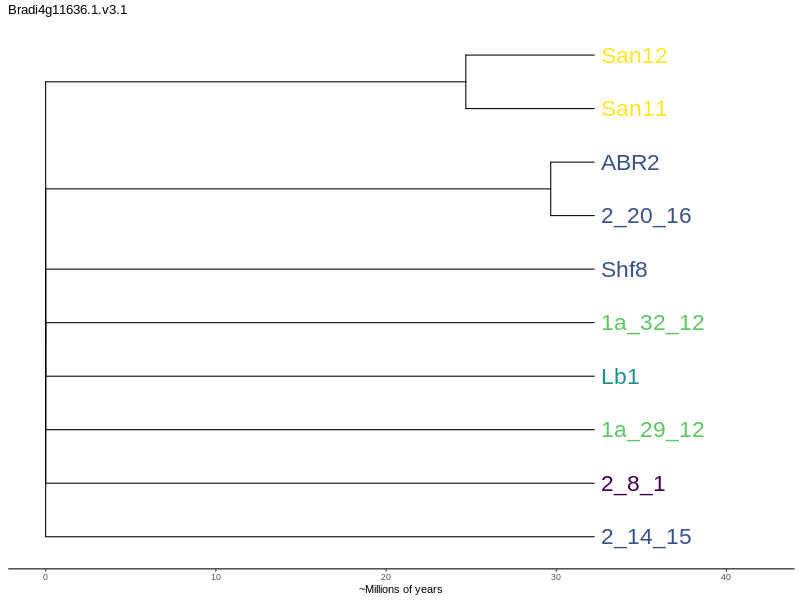 Bradi4g11636.1.v3.1
San12
San11
ABR2
2_20_16
Shf8
1a_32_12
Lb1
1a_29_12
2_8_1
2_14_15
0 10 20 30 40
~Millions of years